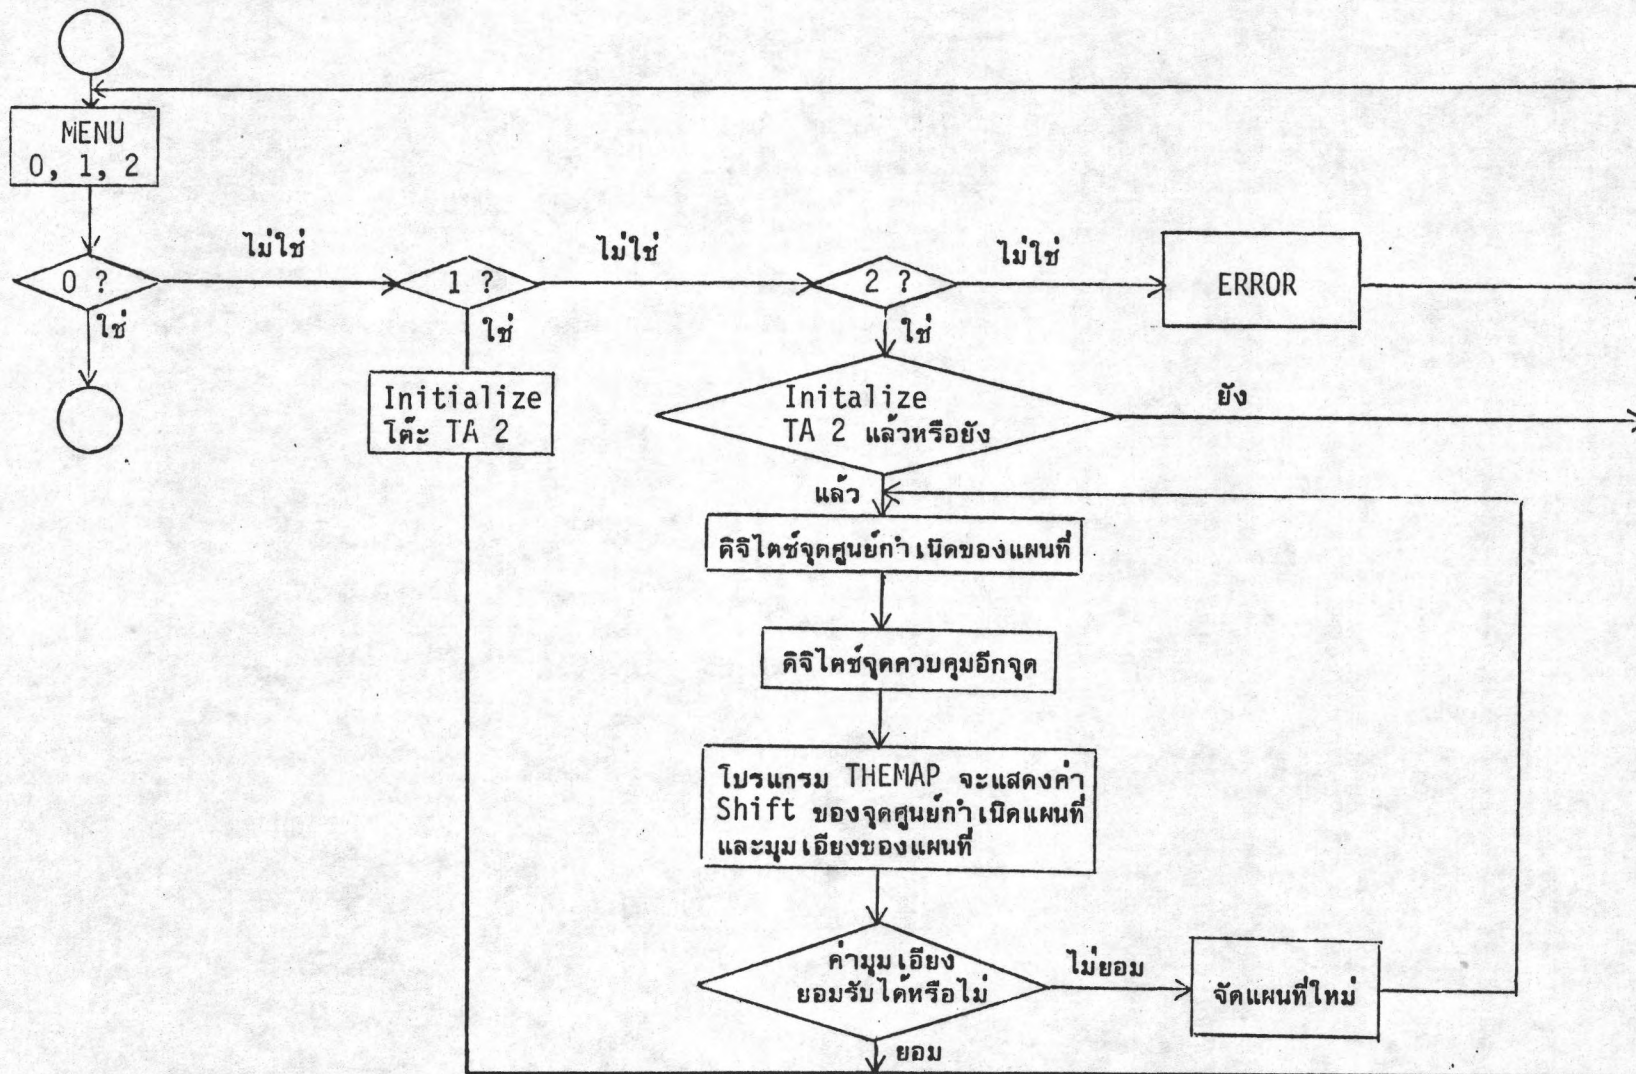 MENU
0, 1, 2
0 ?
ไม่ใช่
1 ?
ไม่ใช่
2 ?
ไม่ใช่
ERROR
ใช่
ใช่
ใช่
Initialize
โต๊ะ TA 2
Initalize
TA 2 แล้วหรือยัง
ยัง
แล้ว
ดิจิไตซ์จุดศูนย์กำเนิดของแผนที่
ดิจิไตซ์จุดควบคุมอีกจุด
โปรแกรม THEMAP จะแสดงค่า
Shift ของจุดศูนย์กำเนิดแผนที่
และมุมเอียงของแผนที่
ค่ามุมเอียง
ยอมรับได้หรือไม่
ไม่ยอม
จัดแผนที่ใหม่
ยอม